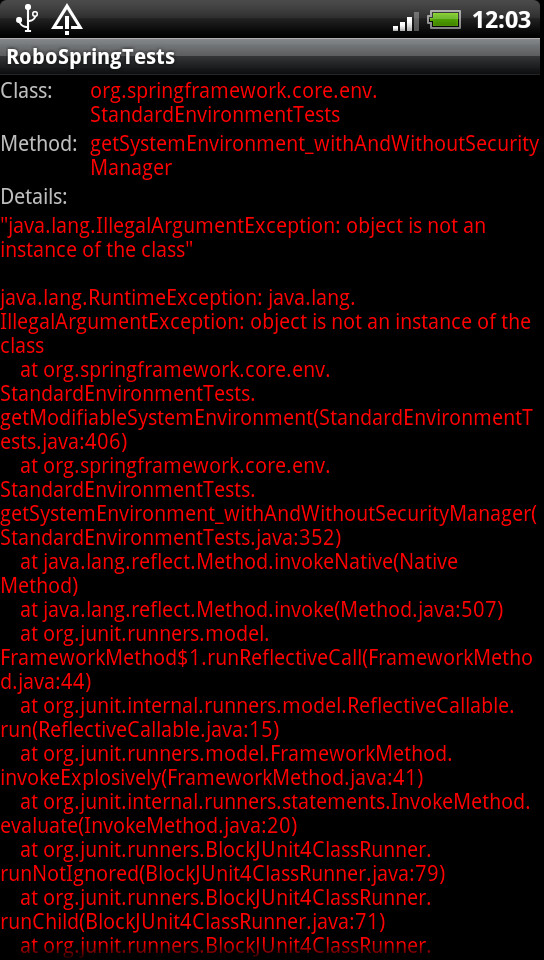 12:03
RoboSpringTests
Class: org.springframework.core.env.
StandardEnvironmentTests
Method: getSystemEnvironment_withAndWithoutSecurity
Manager
Details:
"java.lang.IllegalArgumentException: object is not an
instance of the class"
java.lang.RuntimeException: java.lang.
IllegalArgumentException: object is not an instance of the
class
at org.springframework.core.env.
StandardEnvironmentTests.
getModifiableSystemEnvironment(StandardEnvironmentT
ests.java:406)
at org.springframework.core.env.
StandardEnvironmentTests.
getSystemEnvironment_withAndWithoutSecurityManager(
StandardEnvironmentTests.java:352)
at java.lang.reflect.Method.invokeNative(Native
Method)
at java.lang.reflect.Method.invoke(Method.java:507)
at org.junit.runners.model.
FrameworkMethod$1.runReflectiveCall(FrameworkMetho
d.java:44)
at org.junit.internal.runners.model.ReflectiveCallable.
run(ReflectiveCallable.java:15)
at org.junit.runners.model.FrameworkMethod.
invokeExplosively(FrameworkMethod.java:41)
at org.junit.internal.runners.statements.InvokeMethod.
evaluate(InvokeMethod.java:20)
at org.junit.runners.BlockJUnit4ClassRunner.
runNotIgnored(BlockJUnit4ClassRunner.java:79)
at org.junit.runners.BlockJUnit4ClassRunner.
runChild(BlockJUnit4ClassRunner.java:71)
at org.junit.runners.BlockJUnit4ClassRunner.